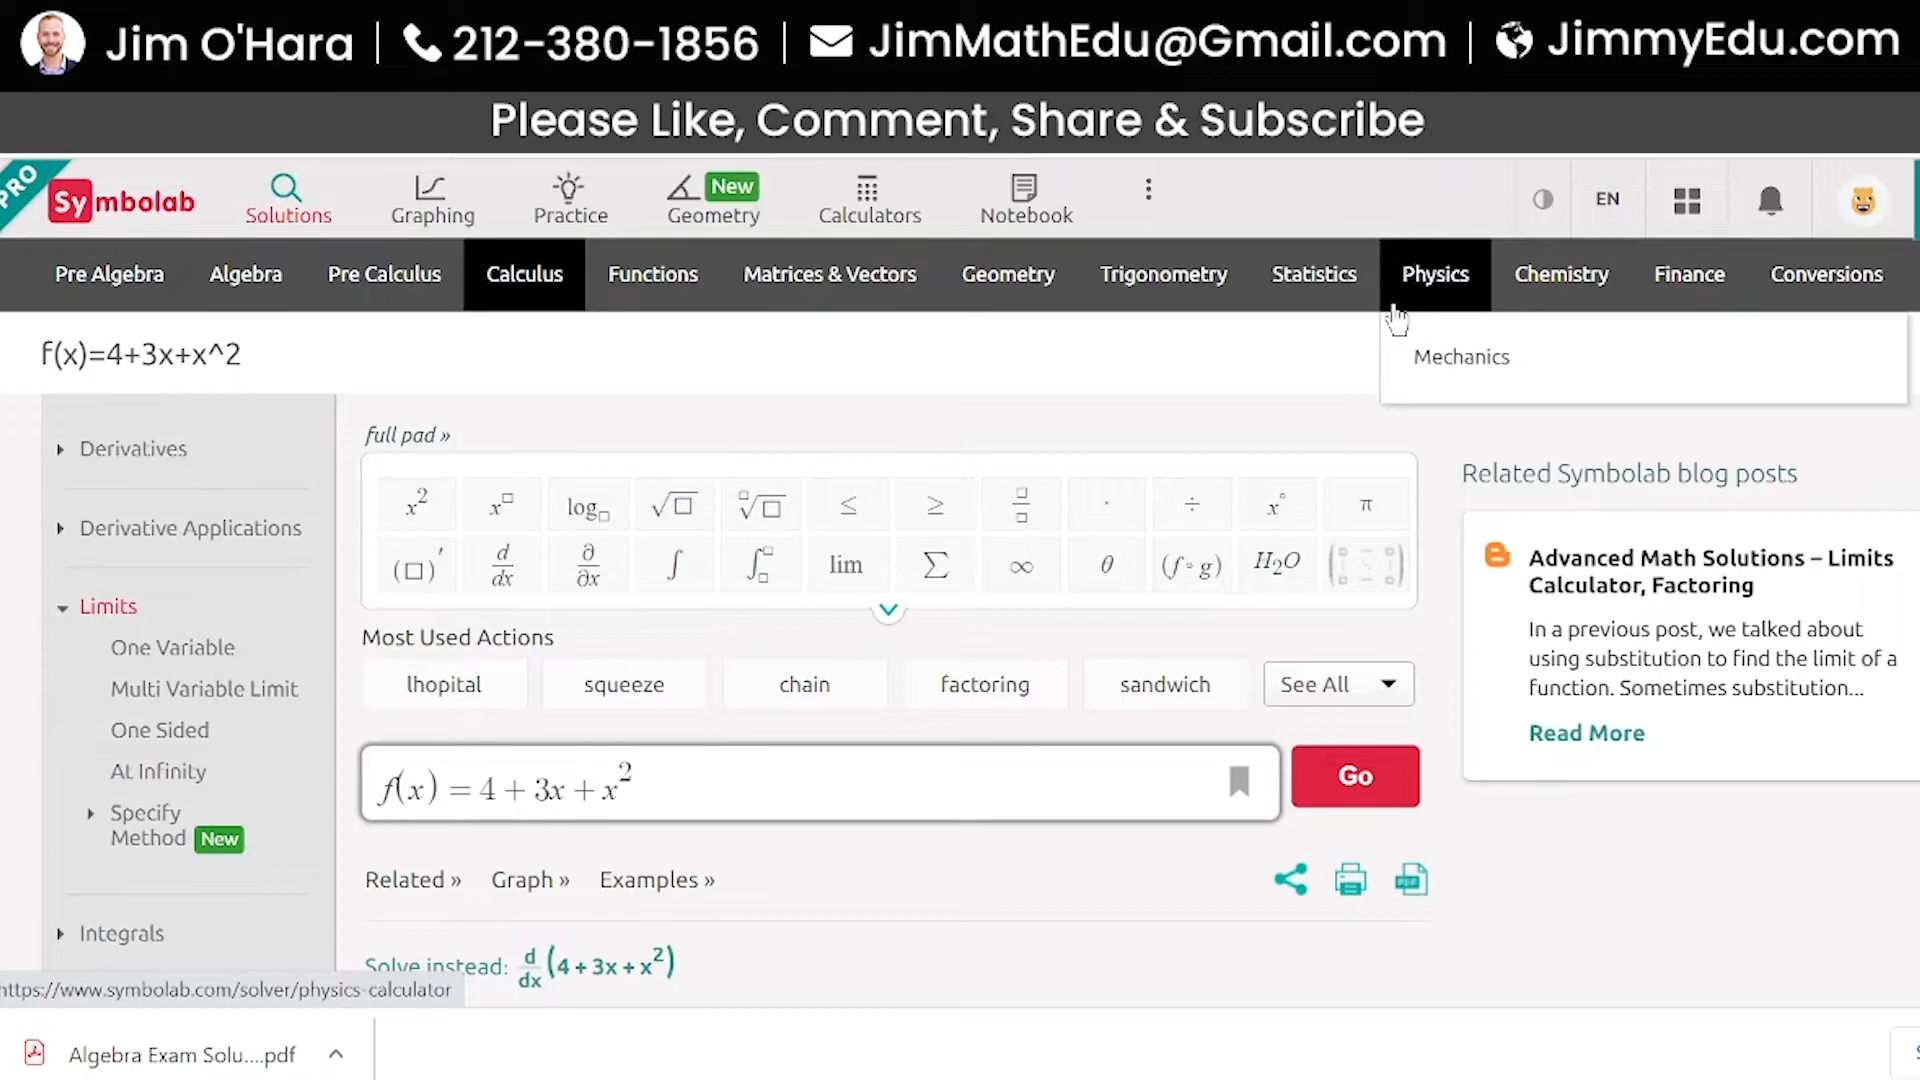 Jim O'Hara | 212-380-1856 | JimMathEdu@Gmail.com | JimmyEdu.com
Please Like, Comment, Share & Subscribe
PRO
Symbolab
Solutions
Graphing
Practice
New
Geometry
Calculators
Notebook
EN
Pre Algebra Algebra Pre Calculus Calculus Functions Matrices & Vectors Geometry Trigonometry Statistics Physics Chemistry Finance Conversions
f(x)=4+3x+x^2
Mechanics
Derivatives
Derivative Applications
Limits
One Variable
Multi Variable Limit
One Sided
At Infinity
Specify
Method New
Integrals
full pad »
x² x^□ log□ √□ ⁿ√□ ≤ ≥ □/□ · ÷ x° π
(□)′ d/dx ∂/∂x ∫ ∫□□ lim ∑ ∞ θ (f∘g) H₂O
Most Used Actions
lhopital squeeze chain factoring sandwich See All
f(x) = 4 + 3x + x² Go
Related » Graph » Examples »
PDF
Solve instead: d/dx (4 + 3x + x²)
Related Symbolab blog posts
Advanced Math Solutions – Limits
Calculator, Factoring
In a previous post, we talked about
using substitution to find the limit of a
function. Sometimes substitution...
Read More
https://www.symbolab.com/solver/physics-calculator
Algebra Exam Solu....pdf